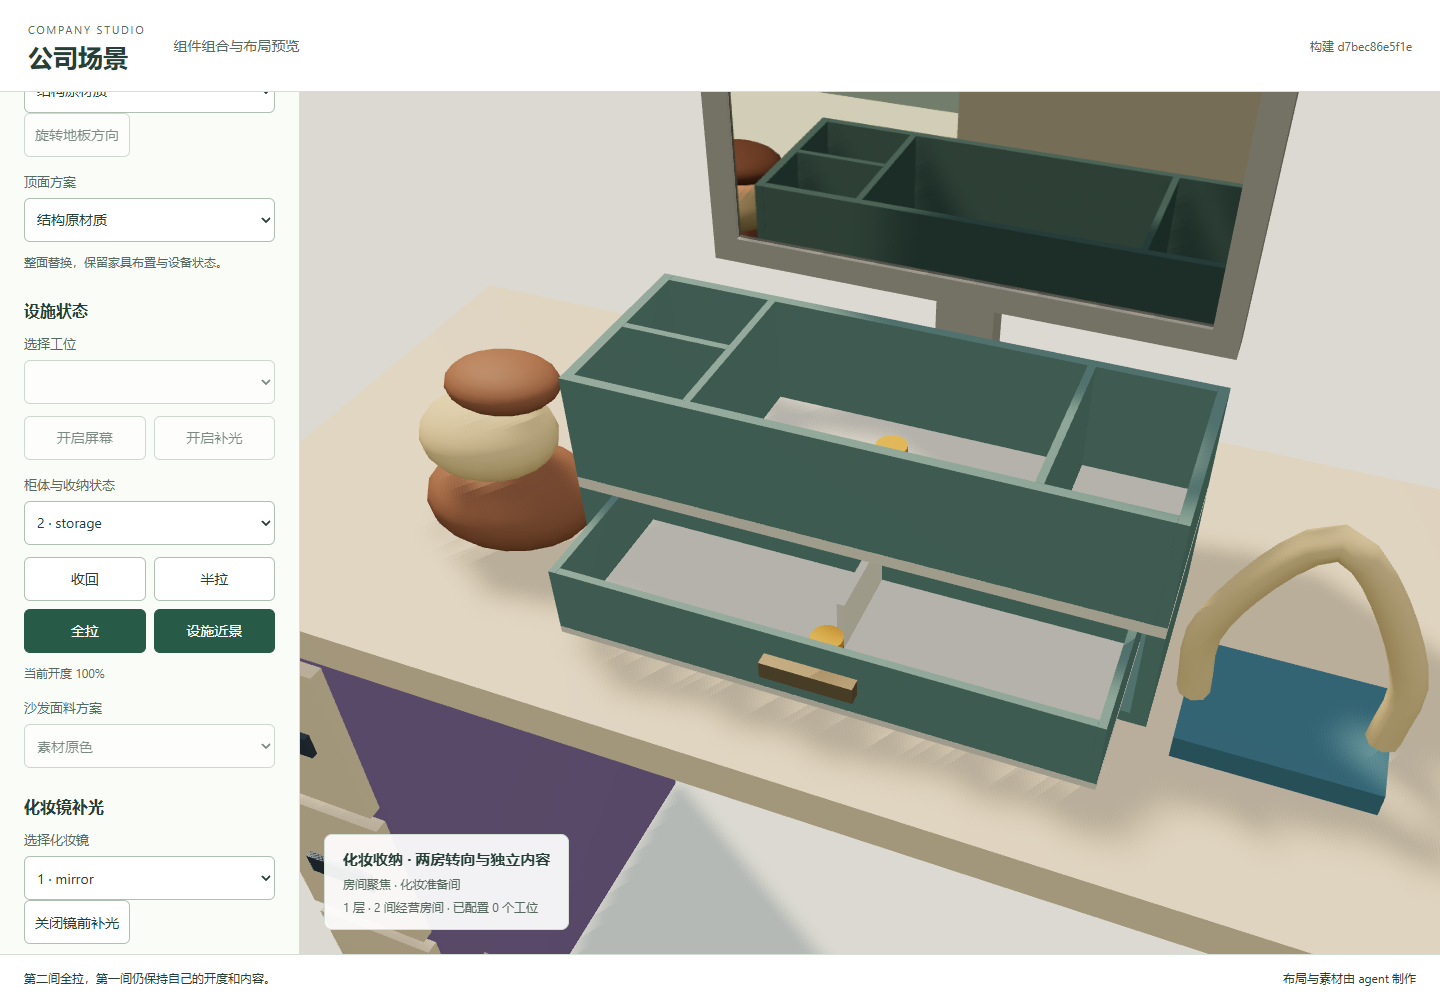 COMPANY STUDIO
公司场景
组件组合与布局预览
构建 d7bec86e5f1e
结构原材质
旋转地板方向
顶面方案
结构原材质
整面替换，保留家具布置与设备状态。
设施状态
选择工位
开启屏幕
开启补光
柜体与收纳状态
2 · storage
收回
半拉
全拉
设施近景
当前开度 100%
沙发面料方案
素材原色
化妆镜补光
选择化妆镜
1 · mirror
关闭镜前补光
化妆收纳 · 两房转向与独立内容
房间聚焦 · 化妆准备间
1 层 · 2 间经营房间 · 已配置 0 个工位
第二间全拉，第一间仍保持自己的开度和内容。
布局与素材由 agent 制作